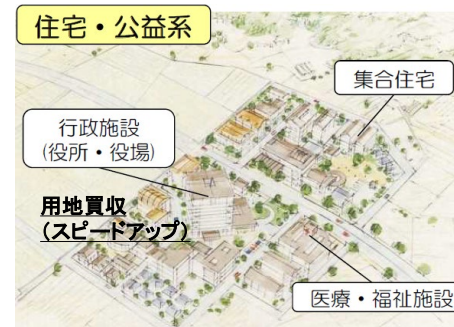 住宅・公益系
集合住宅
行政施設
(役所・役場)
用地買収
(スピードアップ)
医療・福祉施設